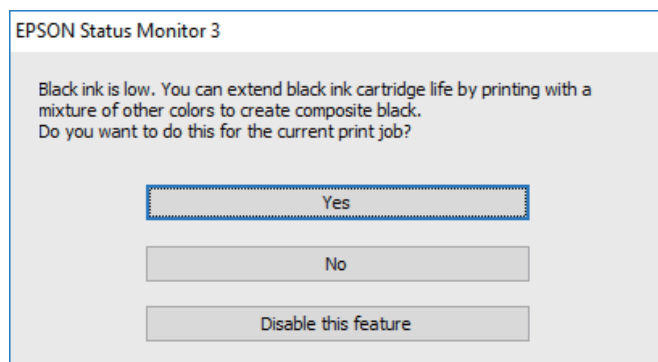 EPSON Status Monitor 3
Black ink is low. You can extend black ink cartridge life by printing with a
mixture of other colors to create composite black.
Do you want to do this for the current print job?
Yes
No
Disable this feature